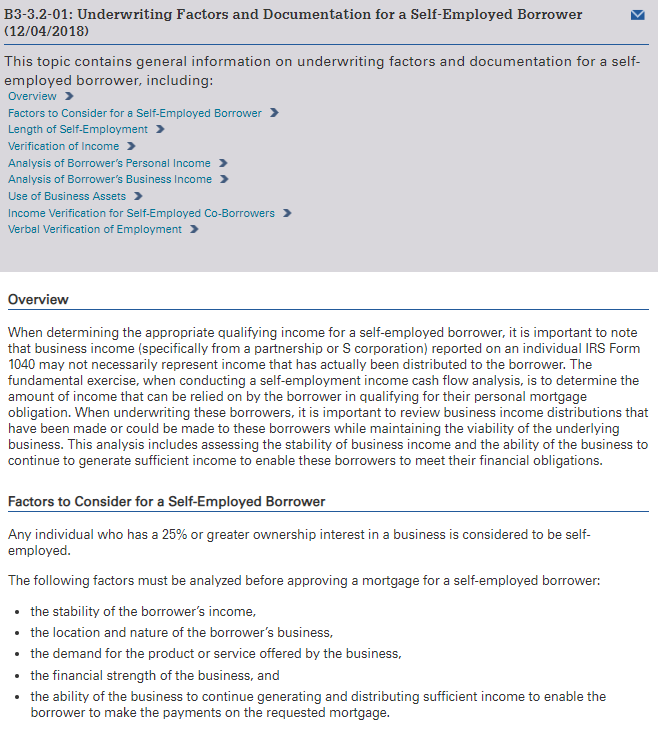 B3-3.2-01: Underwriting Factors and Documentation for a Self-Employed Borrower
(12/04/2018)
This topic contains general information on underwriting factors and documentation for a self-
employed borrower, including:
Overview
Factors to Consider for a Self-Employed Borrower
Length of Self-Employment
Verification of Income
Analysis of Borrower's Personal Income
Analysis of Borrower's Business Income
Use of Business Assets
Income Verification for Self-Employed Co-Borrowers
Verbal Verification of Employment
Overview
When determining the appropriate qualifying income for a self-employed borrower, it is important to note
that business income (specifically from a partnership or S corporation) reported on an individual IRS Form
1040 may not necessarily represent income that has actually been distributed to the borrower. The
fundamental exercise, when conducting a self-employment income cash flow analysis, is to determine the
amount of income that can be relied on by the borrower in qualifying for their personal mortgage
obligation. When underwriting these borrowers, it is important to review business income distributions that
have been made or could be made to these borrowers while maintaining the viability of the underlying
business. This analysis includes assessing the stability of business income and the ability of the business to
continue to generate sufficient income to enable these borrowers to meet their financial obligations.
Factors to Consider for a Self-Employed Borrower
Any individual who has a 25% or greater ownership interest in a business is considered to be self-
employed.
The following factors must be analyzed before approving a mortgage for a self-employed borrower:
• the stability of the borrower's income,
• the location and nature of the borrower's business,
• the demand for the product or service offered by the business,
• the financial strength of the business, and
• the ability of the business to continue generating and distributing sufficient income to enable the
borrower to make the payments on the requested mortgage.